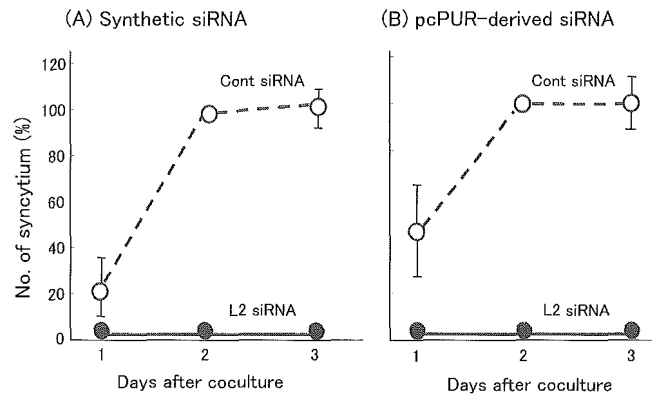 (A) Synthetic siRNA
(B) pcPUR-derived siRNA
No. of syncytium (%)
120
100
80
60
40
20
0
Cont siRNA
L2 siRNA
1 2 3
Days after coculture
Cont siRNA
L2 siRNA
1 2 3
Days after coculture